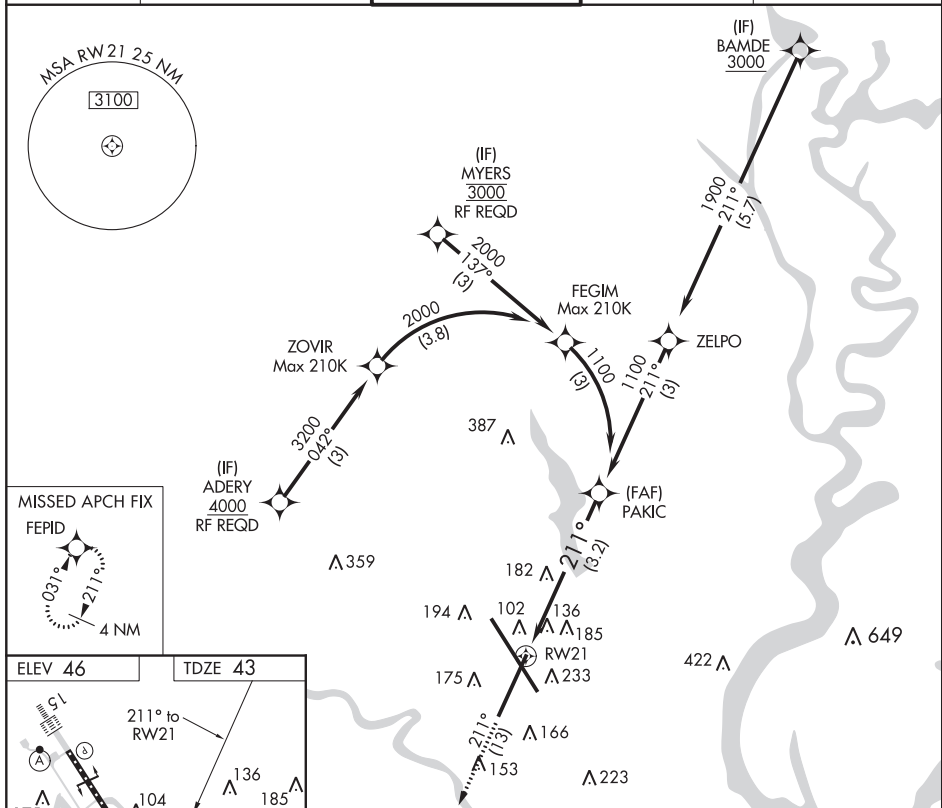 MSA RW21 25 NM
3100
(IF)
BAMDE
3000
(IF)
MYERS
3000
RF REQD
1900
211°
(5.7)
2000
137°
(3)
FEGIM
Max 210K
2000
(3.8)
ZOVIR
Max 210K
ZELPO
1100
(3)
1100
211°
(3)
3200
042°
(3)
387
(IF)
ADERY
4000
RF REQD
(FAF)
PAKIC
211°
(3.2)
MISSED APCH FIX
FEPID
031°
211°
4 NM
359
182
194
102
136
185
649
RW21
422
175
233
211°
(13)
166
153
223
ELEV 46
TDZE 43
15
211° to
RW21
A
P
136
104
185